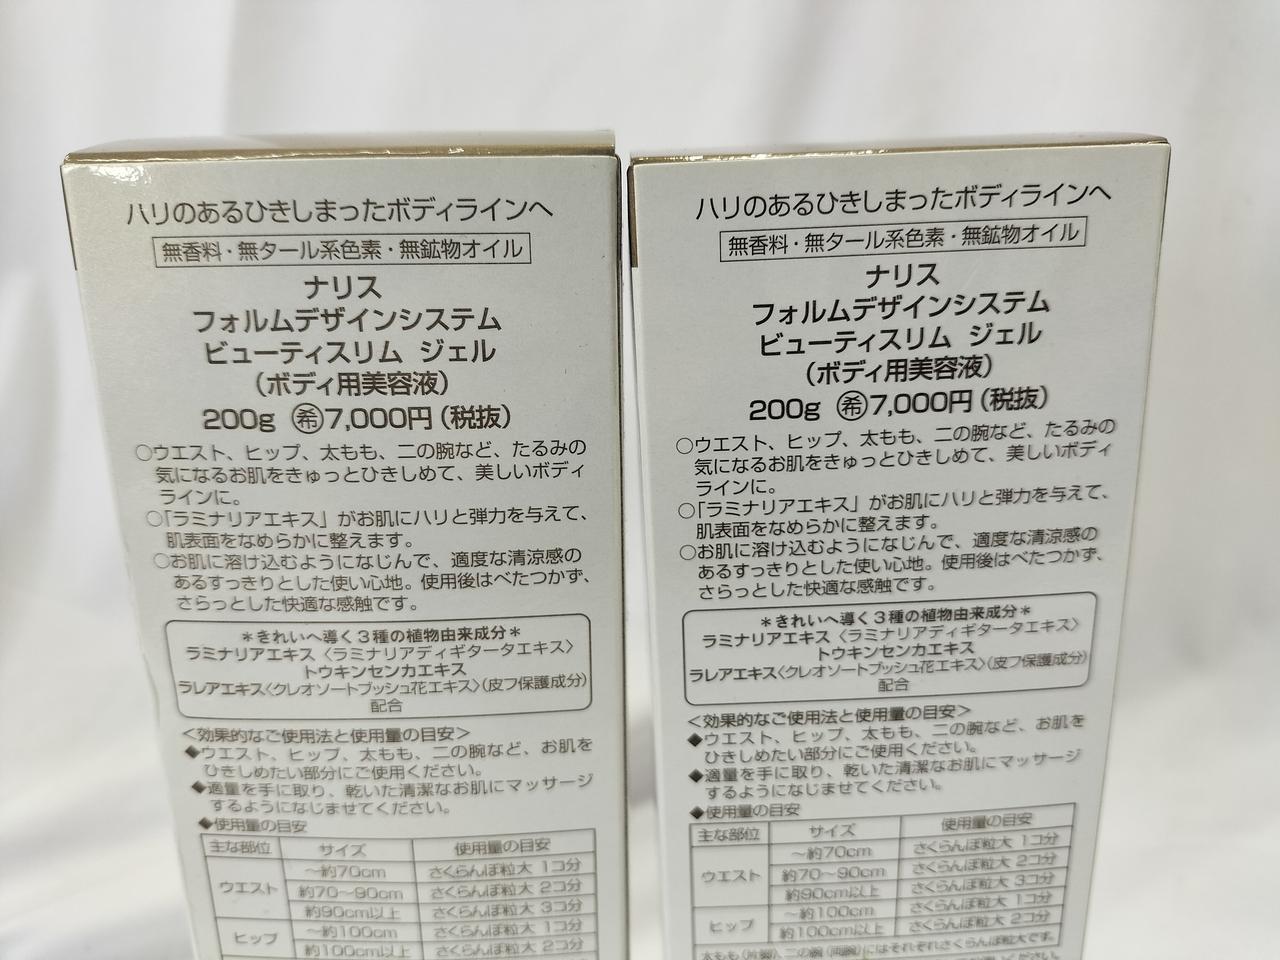 ハリのあるひきしまったボディラインへ
無香料・無タール系色素・無鉱物オイル
ナリス
フォルムデザインシステム
ビューティスリム ジェル
（ボディ用美容液）
200g ㊗希7,000円（税抜）
○ウエスト、ヒップ、太もも、二の腕など、たるみの
気になるお肌をきゅっとひきしめて、美しいボディ
ラインに。
○「ラミナリアエキス」がお肌にハリと弾力を与えて、
肌表面をなめらかに整えます。
○お肌に溶け込むようになじんで、適度な清涼感の
あるすっきりとした使い心地。使用後はべたつかず、
さらっとした快適な感触です。
＊きれいへ導く３種の植物由来成分＊
ラミナリアエキス〈ラミナリアディギタータエキス〉
トウキンセンカエキス
ラレアエキス〈クレオソートブッシュ花エキス〉（皮フ保護成分）
配合
＜効果的なご使用法と使用量の目安＞
◆ウエスト、ヒップ、太もも、二の腕など、お肌を
ひきしめたい部分にご使用ください。
◆適量を手に取り、乾いた清潔なお肌にマッサージ
するようになじませてください。
◆使用量の目安
主な部位 サイズ 使用量の目安
ウエスト ～約70cm さくらんぼ粒大 1コ分
約70～90cm さくらんぼ粒大 2コ分
約90cm以上 さくらんぼ粒大 3コ分
ヒップ ～約100cm さくらんぼ粒大 1コ分
約100cm以上 さくらんぼ粒大 2コ分
ハリのあるひきしまったボディラインへ
無香料・無タール系色素・無鉱物オイル
ナリス
フォルムデザインシステム
ビューティスリム ジェル
（ボディ用美容液）
200g 希7,000円（税抜）
○ウエスト、ヒップ、太もも、二の腕など、たるみの
気になるお肌をきゅっとひきしめて、美しいボディ
ラインに。
○「ラミナリアエキス」がお肌にハリと弾力を与えて、
肌表面をなめらかに整えます。
○お肌に溶け込むようになじんで、適度な清涼感の
あるすっきりとした使い心地。使用後はべたつかず、
さらっとした快適な感触です。
＊きれいへ導く３種の植物由来成分＊
ラミナリアエキス〈ラミナリアディギタータエキス〉
トウキンセンカエキス
ラレアエキス〈クレオソートブッシュ花エキス〉（皮フ保護成分）
配合
＜効果的なご使用法と使用量の目安＞
◆ウエスト、ヒップ、太もも、二の腕など、お肌を
ひきしめたい部分にご使用ください。
◆適量を手に取り、乾いた清潔なお肌にマッサージ
するようになじませてください。
◆使用量の目安
主な部位 サイズ 使用量の目安
ウエスト ～約70cm さくらんぼ粒大 1コ分
約70～90cm さくらんぼ粒大 2コ分
約90cm以上 さくらんぼ粒大 3コ分
ヒップ ～約100cm さくらんぼ粒大 1コ分
約100cm以上 さくらんぼ粒大 2コ分
太もも（片脚）、二の腕（両腕）にはそれぞれさくらんぼ粒大です。